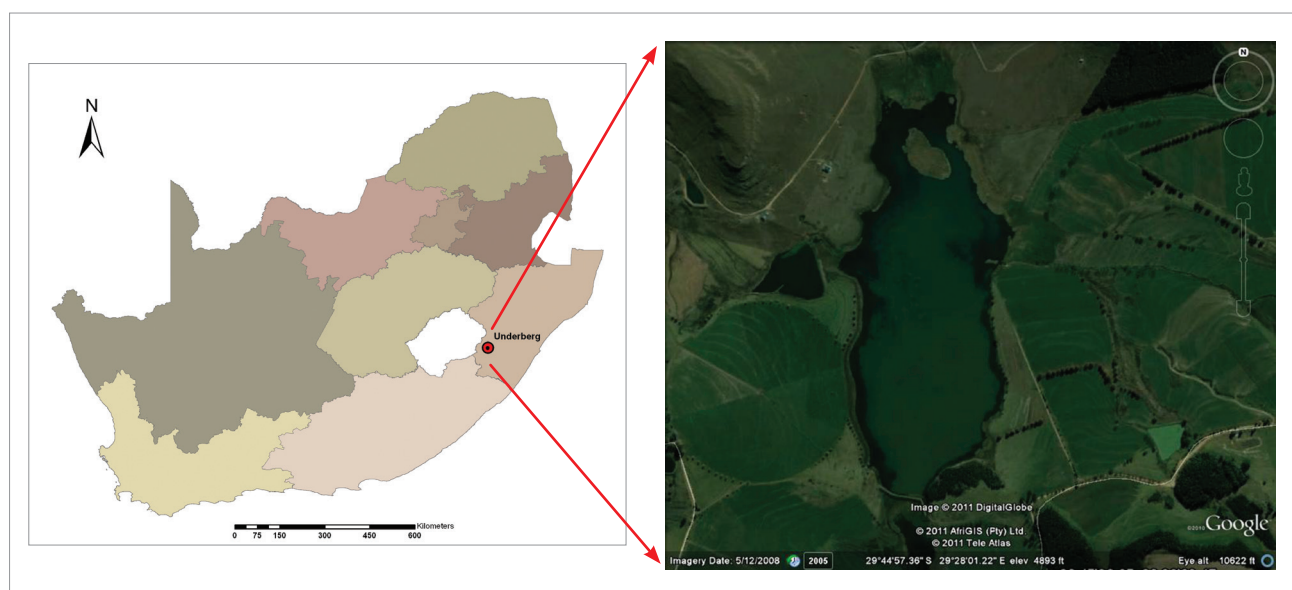 N
Underberg
Kilometers
0 75 150 300 450 600
N
Image © 2011 DigitalGlobe
© 2011 AfriGIS (Pty) Ltd
© 2011 Tele Atlas
©2010 Google
Imagery Date: 5/12/2008 2005 29°44'57.36" S 29°28'01.22" E elev 4893 ft Eye alt 10622 ft